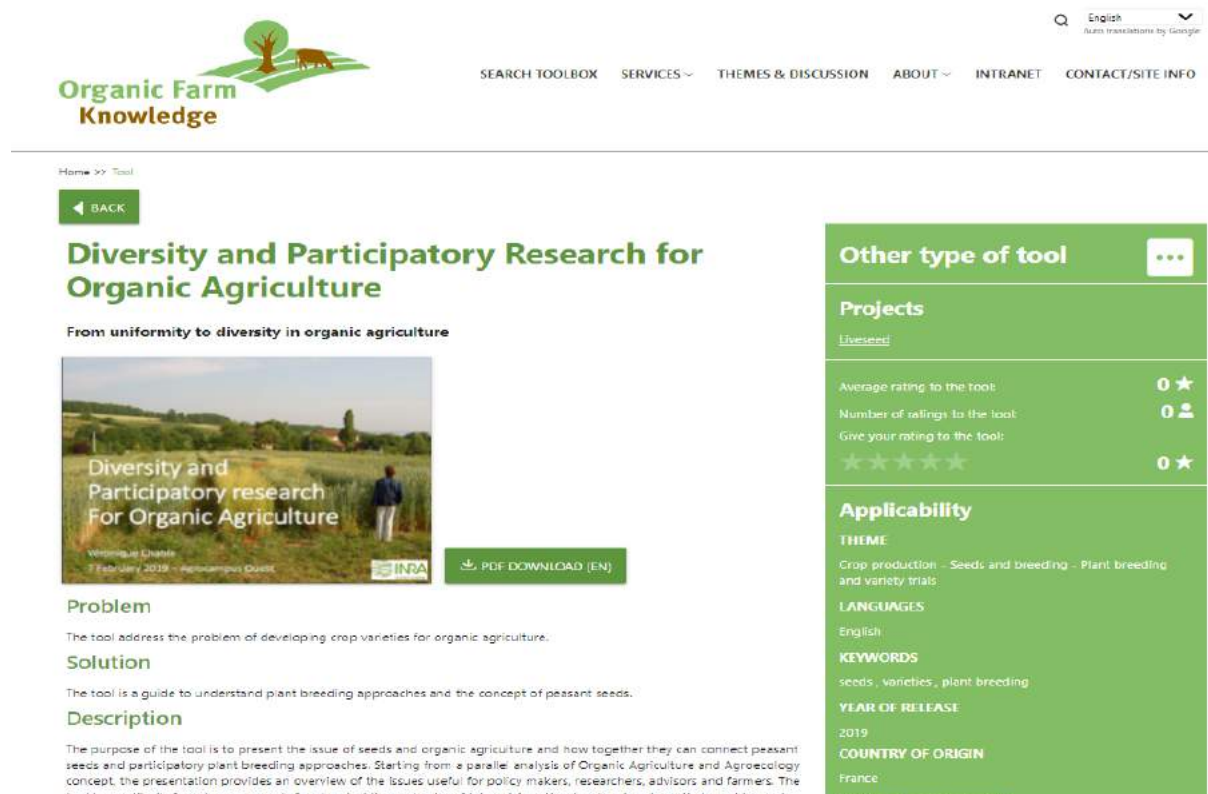 English
Auto translations by Google
Organic Farm
Knowledge
SEARCH TOOLBOX SERVICES THEMES & DISCUSSION ABOUT INTRANET CONTACT/SITE INFO
Home >> Tool
BACK
Diversity and Participatory Research for
Organic Agriculture
From uniformity to diversity in organic agriculture
Diversity and
Participatory research
For Organic Agriculture
Véronique Chable
7 February 2019 – Agrocampus Ouest
INRA
PDF DOWNLOAD (EN)
Problem
The tool address the problem of developing crop varieties for organic agriculture.
Solution
The tool is a guide to understand plant breeding approaches and the concept of peasant seeds.
Description
The purpose of the tool is to present the issue of seeds and organic agriculture and how together they can connect peasant
seeds and participatory plant breeding approaches. Starting from a parallel analysis of Organic Agriculture and Agroecology
concept, the presentation provides an overview of the issues useful for policy makers, researchers, advisors and farmers. The
Other type of tool
Projects
Liveseed
Average rating to the tool: 0
Number of ratings to the tool: 0
Give your rating to the tool:
0
Applicability
THEME
Crop production - Seeds and breeding - Plant breeding
and variety trials
LANGUAGES
English
KEYWORDS
seeds , varieties , plant breeding
YEAR OF RELEASE
2019
COUNTRY OF ORIGIN
France